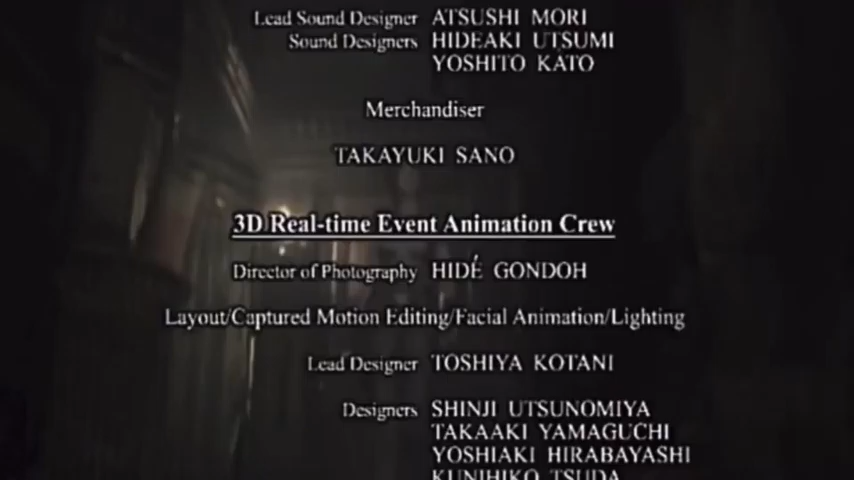 Lead Sound Designer ATSUSHI MORI
Sound Designers HIDEAKI UTSUMI
YOSHITO KATO
Merchandiser
TAKAYUKI SANO
3D Real-time Event Animation Crew
Director of Photography HIDÉ GONDOH
Layout/Captured Motion Editing/Facial Animation/Lighting
Lead Designer TOSHIYA KOTANI
Designers SHINJI UTSUNOMIYA
TAKAAKI YAMAGUCHI
YOSHIAKI HIRABAYASHI
KUNIHIKO TSUDA